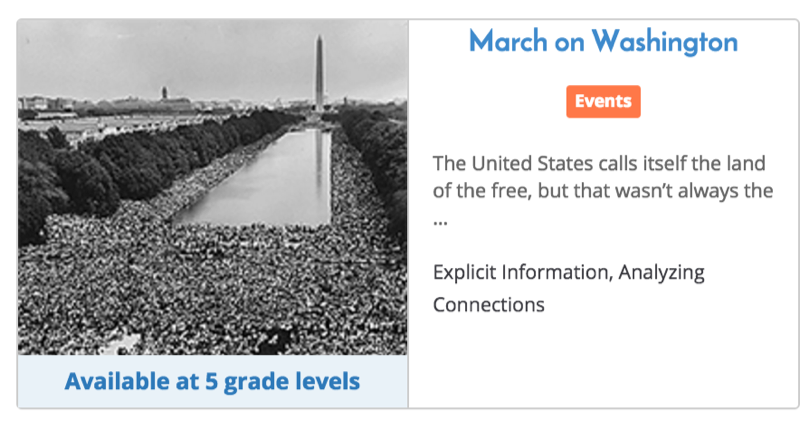 March on Washington
Events
The United States calls itself the land
of the free, but that wasn’t always the
...
Explicit Information, Analyzing
Connections
Available at 5 grade levels